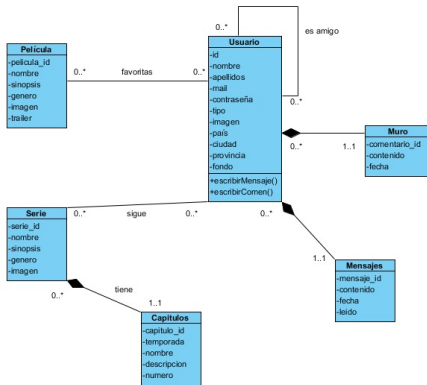 Película
-pelicula_id
-nombre
-sinopsis
-genero
-imagen
-trailer
0..*
favoritas
0..*
Usuario
-id
-nombre
-apellidos
-mail
-contraseña
-tipo
-imagen
-país
-ciudad
-provincia
-fondo
+escribirMensaje()
+escribirComen()
0..*
es amigo
0..*
0..*
1..1
Muro
-comentario_id
-contenido
-fecha
Serie
-serie_id
-nombre
-sinopsis
-genero
-imagen
0..*
sigue
0..*
0..*
1..1
Mensajes
-mensaje_id
-contenido
-fecha
-leido
0..*
tiene
1..1
Capítulos
-capitulo_id
-temporada
-nombre
-descripcion
-numero